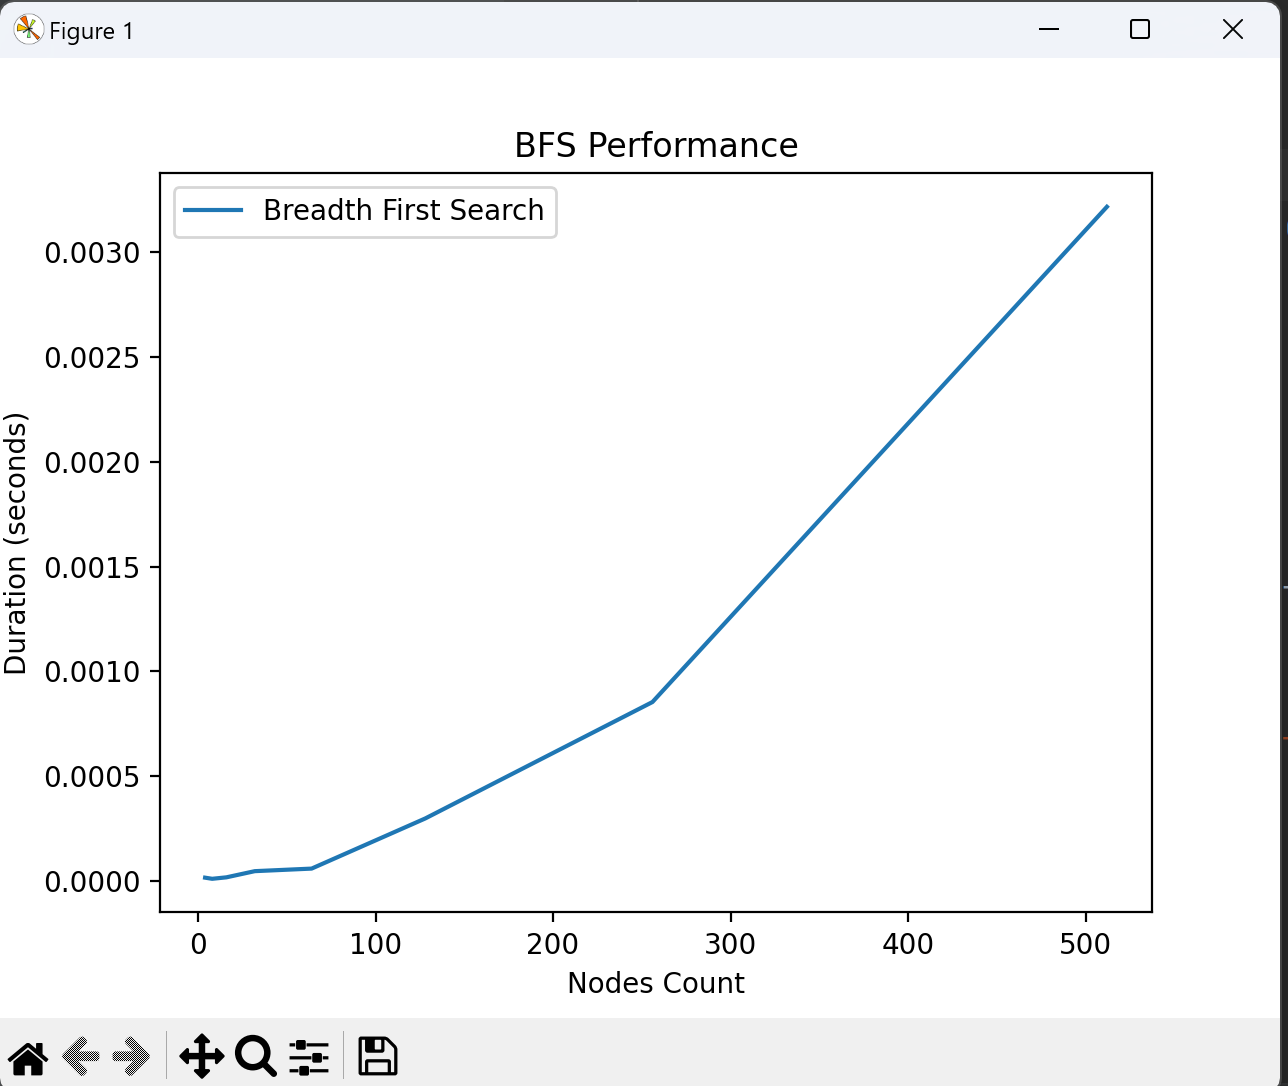 Figure 1
BFS Performance
Breadth First Search
0.0030
0.0025
0.0020
0.0015
0.0010
0.0005
0.0000
Duration (seconds)
0 100 200 300 400 500
Nodes Count